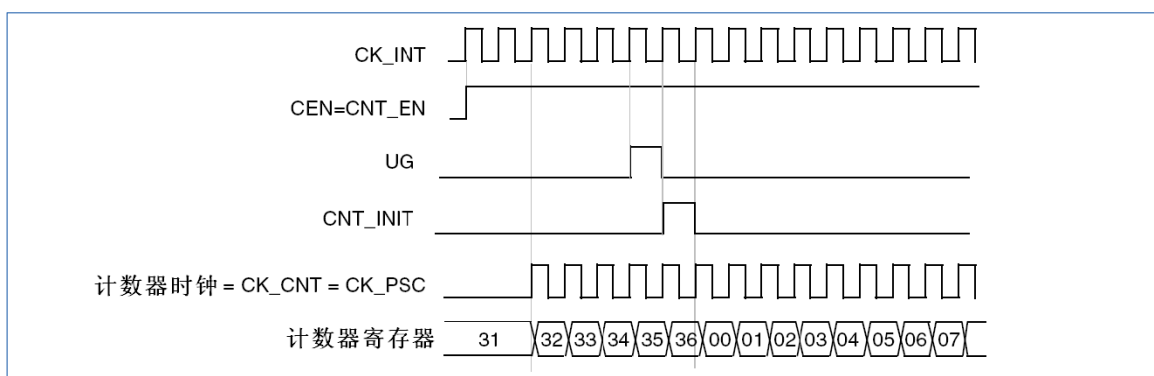 CK_INT
CEN=CNT_EN
UG
CNT_INIT
计数器时钟 = CK_CNT = CK_PSC
计数器寄存器 31 32 33 34 35 36 00 01 02 03 04 05 06 07